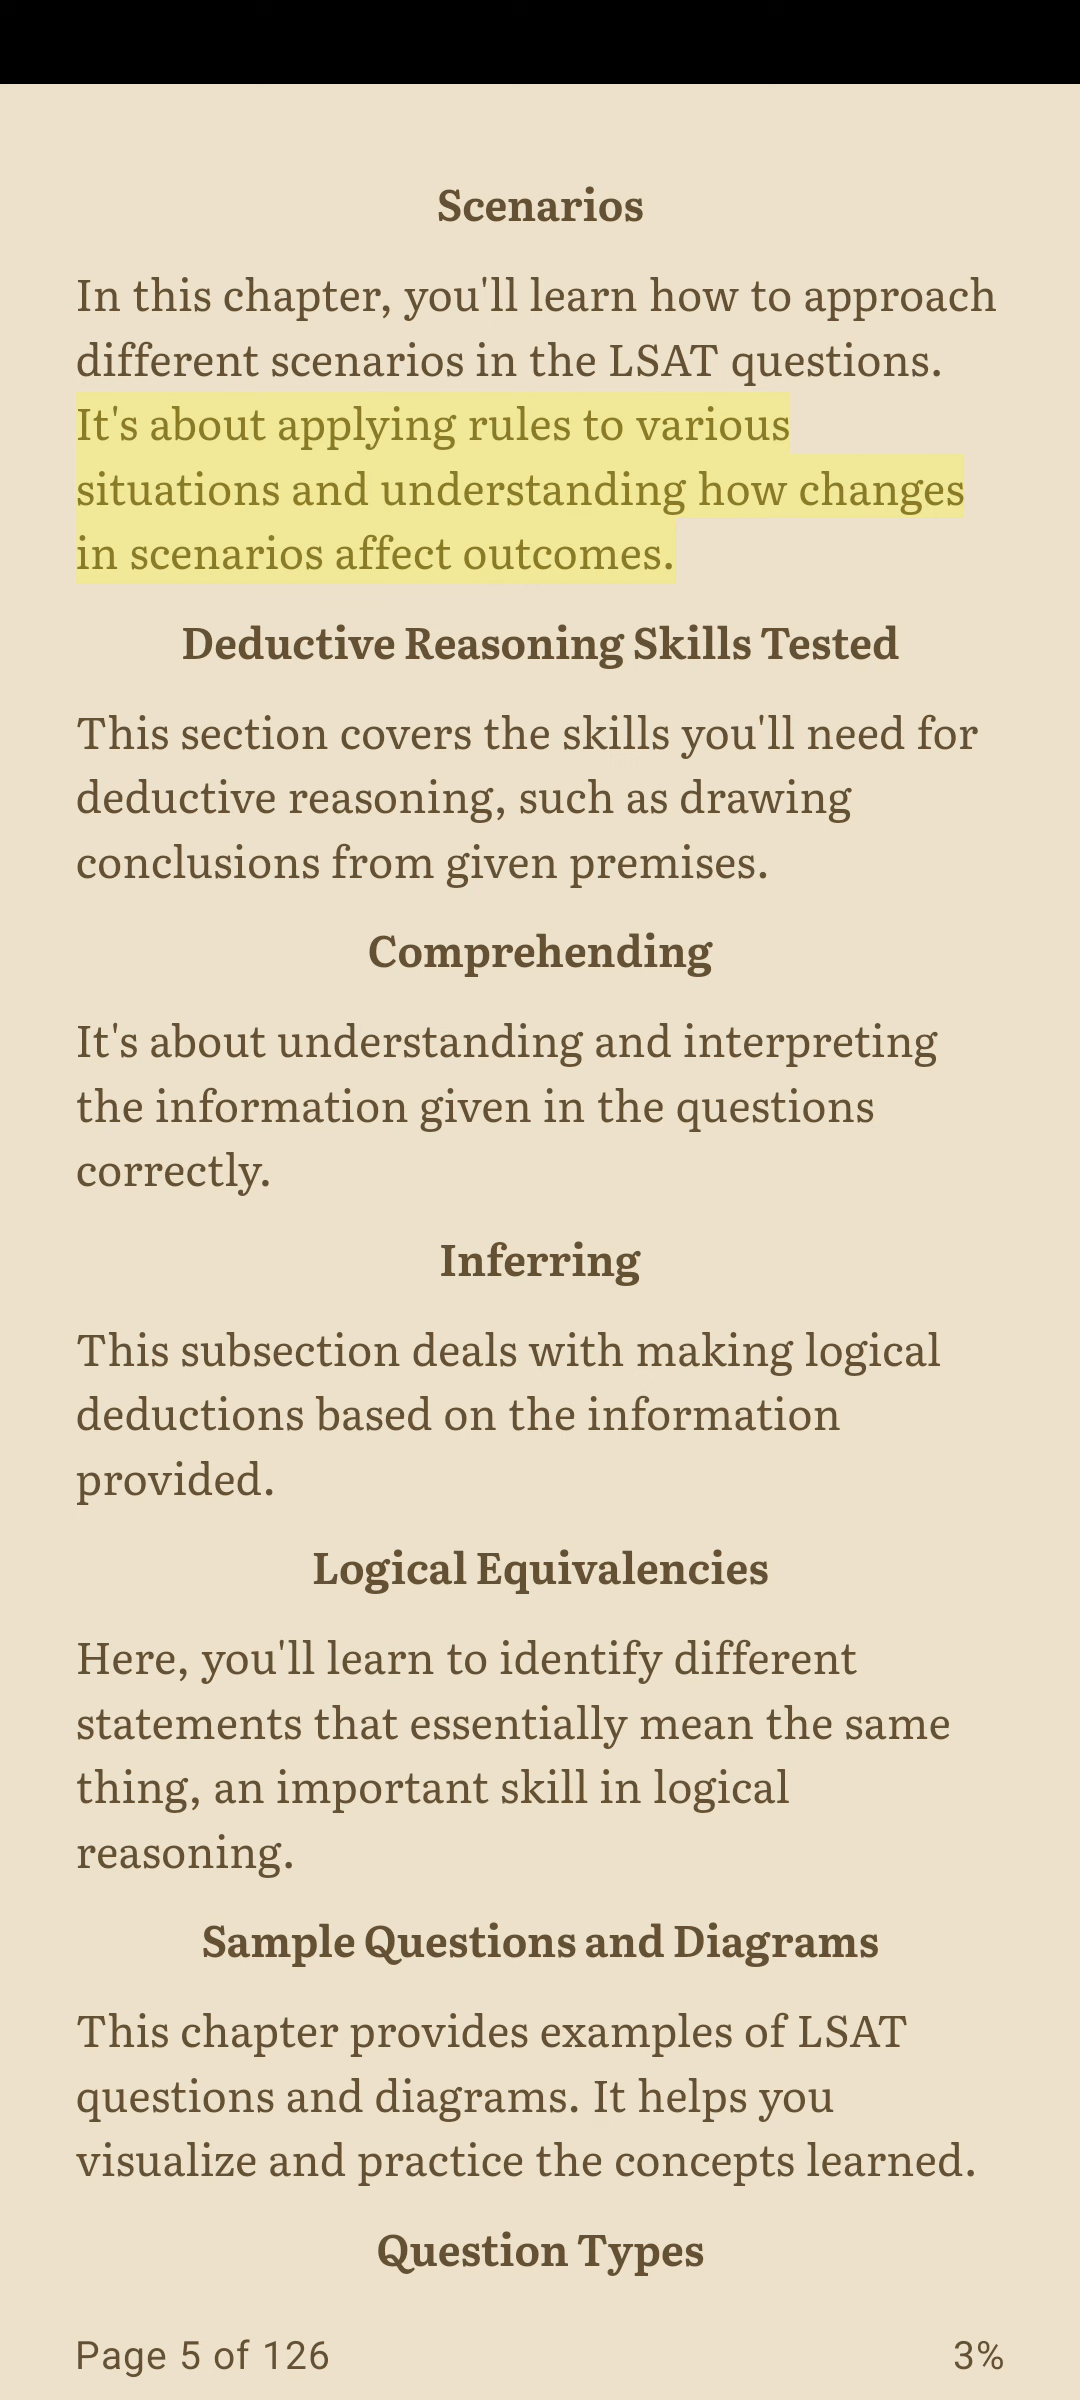 Scenarios
In this chapter, you'll learn how to approach
different scenarios in the LSAT questions.
It's about applying rules to various
situations and understanding how changes
in scenarios affect outcomes.
Deductive Reasoning Skills Tested
This section covers the skills you'll need for
deductive reasoning, such as drawing
conclusions from given premises.
Comprehending
It's about understanding and interpreting
the information given in the questions
correctly.
Inferring
This subsection deals with making logical
deductions based on the information
provided.
Logical Equivalencies
Here, you'll learn to identify different
statements that essentially mean the same
thing, an important skill in logical
reasoning.
Sample Questions and Diagrams
This chapter provides examples of LSAT
questions and diagrams. It helps you
visualize and practice the concepts learned.
Question Types
Page 5 of 126 3%